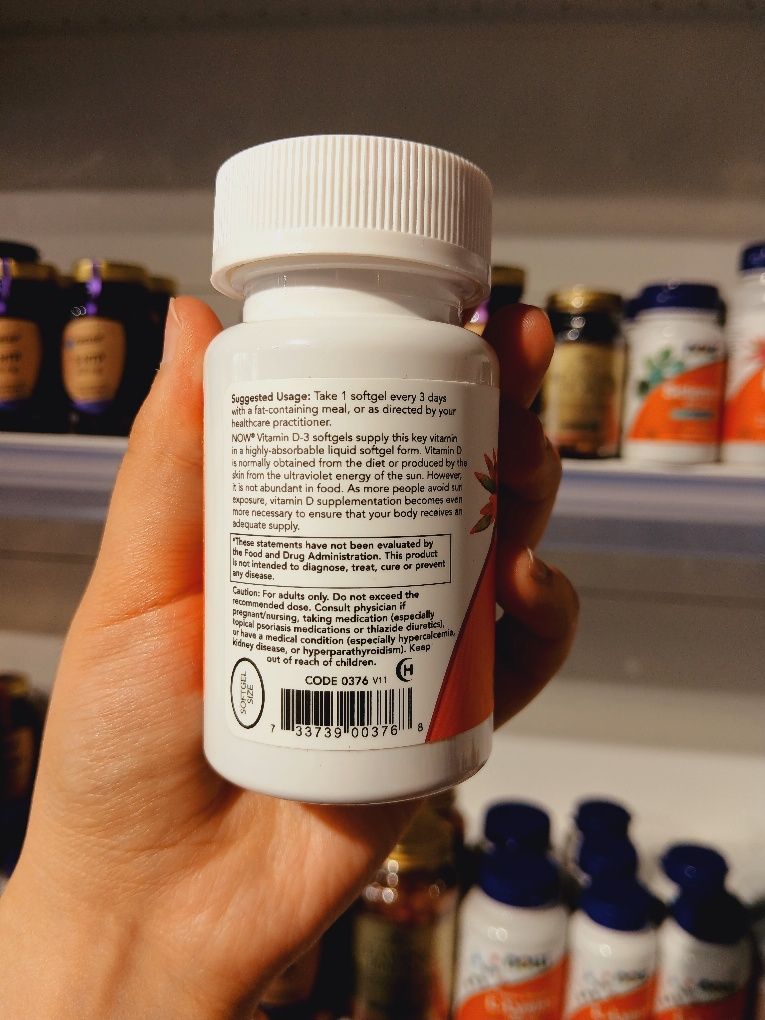 Suggested Usage: Take 1 softgel every 3 days
with a fat-containing meal, or as directed by your
healthcare practitioner.
NOW® Vitamin D-3 softgels supply this key vitamin
in a highly-absorbable liquid softgel form. Vitamin D
is normally obtained from the diet or produced by the
skin from the ultraviolet energy of the sun. However,
it is not abundant in food. As more people avoid sun
exposure, vitamin D supplementation becomes even
more necessary to ensure that your body receives an
adequate supply.
*These statements have not been evaluated by
the Food and Drug Administration. This product
is not intended to diagnose, treat, cure or prevent
any disease.
Caution: For adults only. Do not exceed the
recommended dose. Consult physician if
pregnant/nursing, taking medication (especially
topical psoriasis medications or thiazide diuretics),
or have a medical condition (especially hypercalcemia,
kidney disease, or hyperparathyroidism). Keep
out of reach of children.
CODE 0376 V11
SOFTGEL
SIZE
7 33739 00376 8